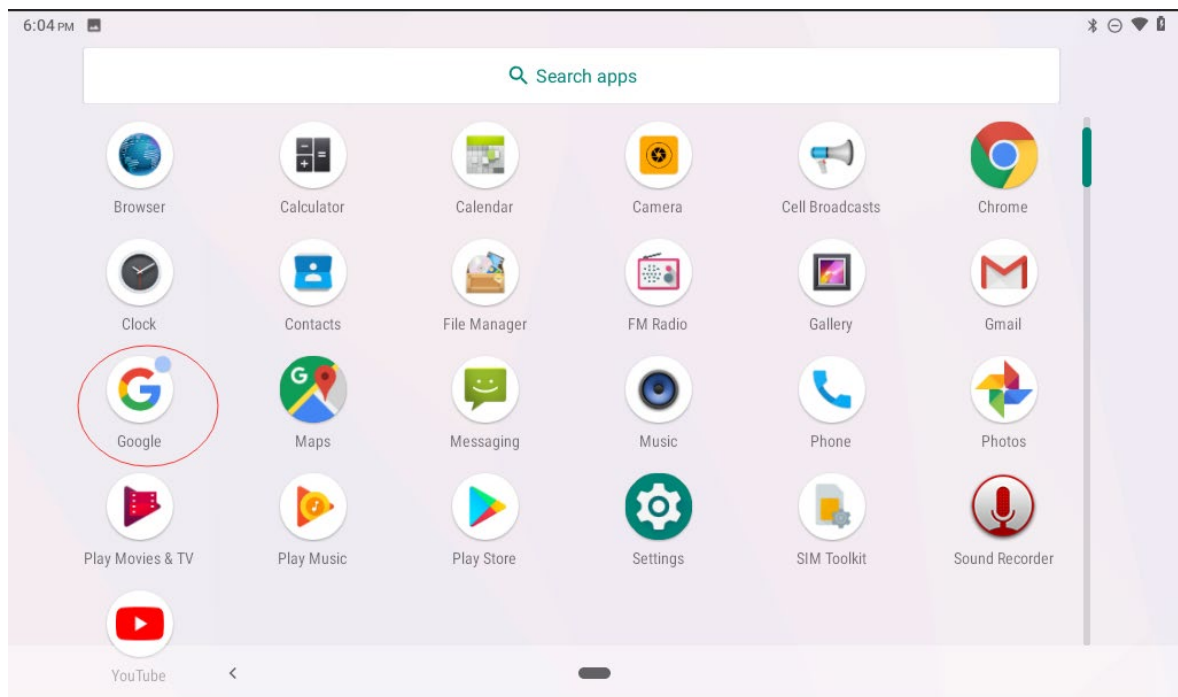 6:04 PM
Search apps
Browser Calculator Calendar Camera Cell Broadcasts Chrome
Clock Contacts File Manager FM Radio Gallery Gmail
Google Maps Messaging Music Phone Photos
Play Movies & TV Play Music Play Store Settings SIM Toolkit Sound Recorder
YouTube